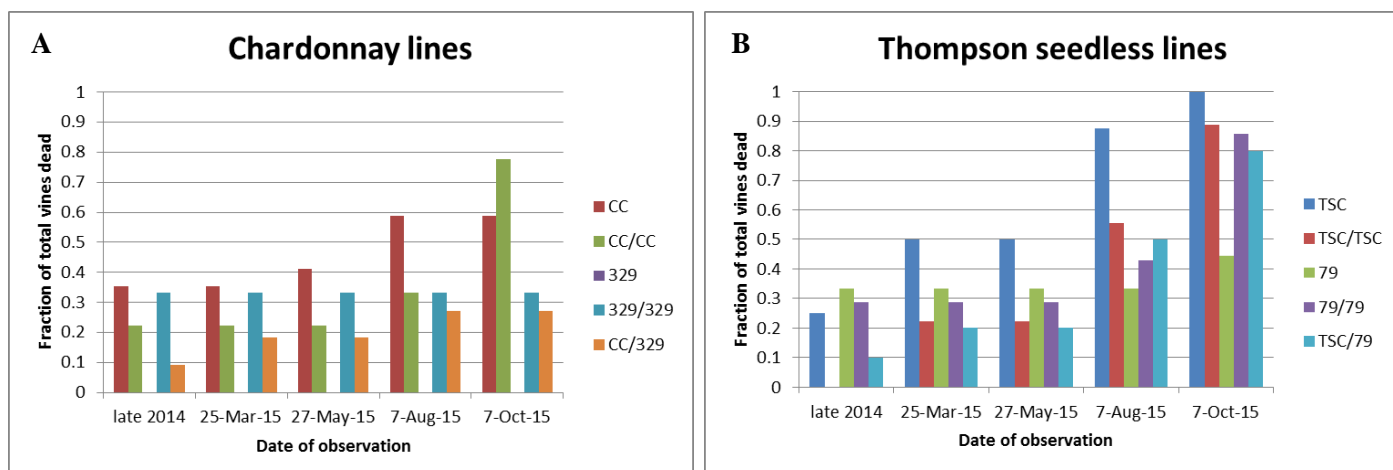 A
Chardonnay lines
Fraction of total vines dead
1
0.9
0.8
0.7
0.6
0.5
0.4
0.3
0.2
0.1
0
late 2014 25-Mar-15 27-May-15 7-Aug-15 7-Oct-15
Date of observation
CC
CC/CC
329
329/329
CC/329
B
Thompson seedless lines
Fraction of total vines dead
1
0.9
0.8
0.7
0.6
0.5
0.4
0.3
0.2
0.1
0
late 2014 25-Mar-15 27-May-15 7-Aug-15 7-Oct-15
Date of observation
TSC
TSC/TSC
79
79/79
TSC/79